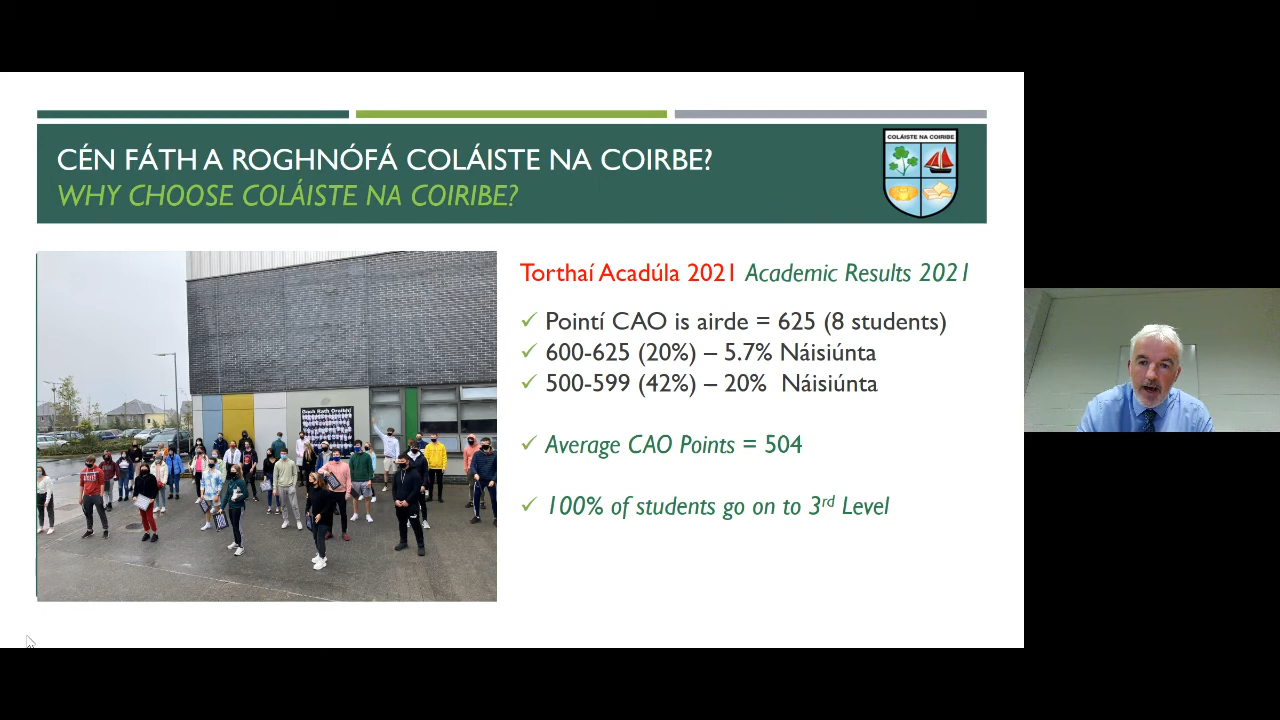 CÉN FÁTH A ROGHNÓFÁ COLÁISTE NA COIRBE?
WHY CHOOSE COLÁISTE NA COIRIBE?
COLÁISTE NA COIRIBE
Torthaí Acadúla 2021 Academic Results 2021
✓ Pointí CAO is airde = 625 (8 students)
✓ 600-625 (20%) – 5.7% Náisiúnta
✓ 500-599 (42%) – 20% Náisiúnta
✓ Average CAO Points = 504
✓ 100% of students go on to 3rd Level